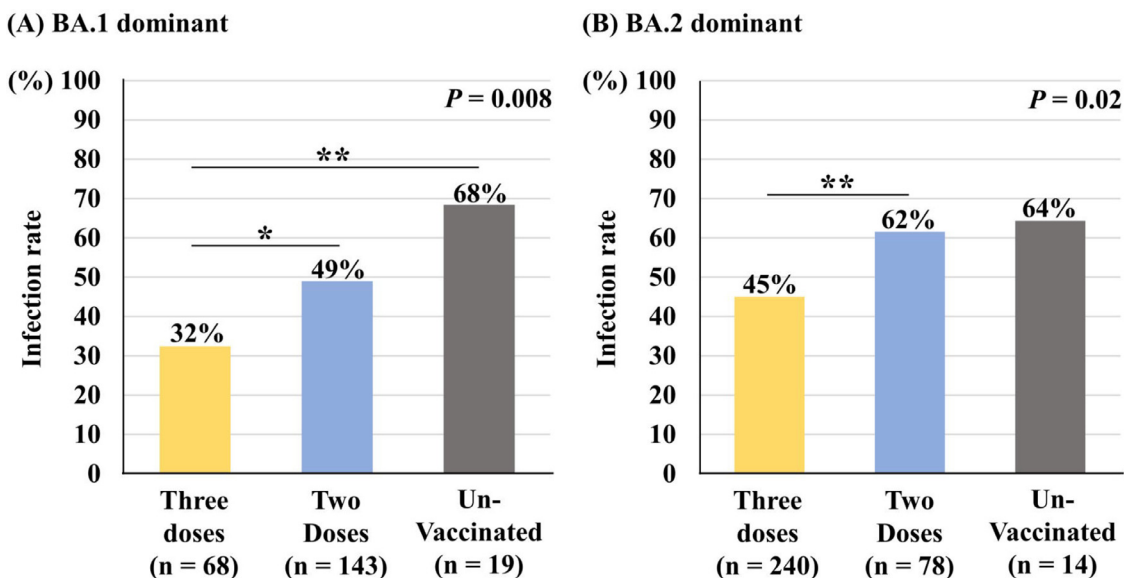 (A) BA.1 dominant
(%) 100
90
80
70
60
50
40
30
20
10
0
Infection rate
P = 0.008
**
*
32%
49%
68%
Three doses (n = 68)
Two Doses (n = 143)
Un-Vaccinated (n = 19)
(B) BA.2 dominant
(%) 100
90
80
70
60
50
40
30
20
10
0
Infection rate
P = 0.02
**
45%
62%
64%
Three doses (n = 240)
Two Doses (n = 78)
Un-Vaccinated (n = 14)